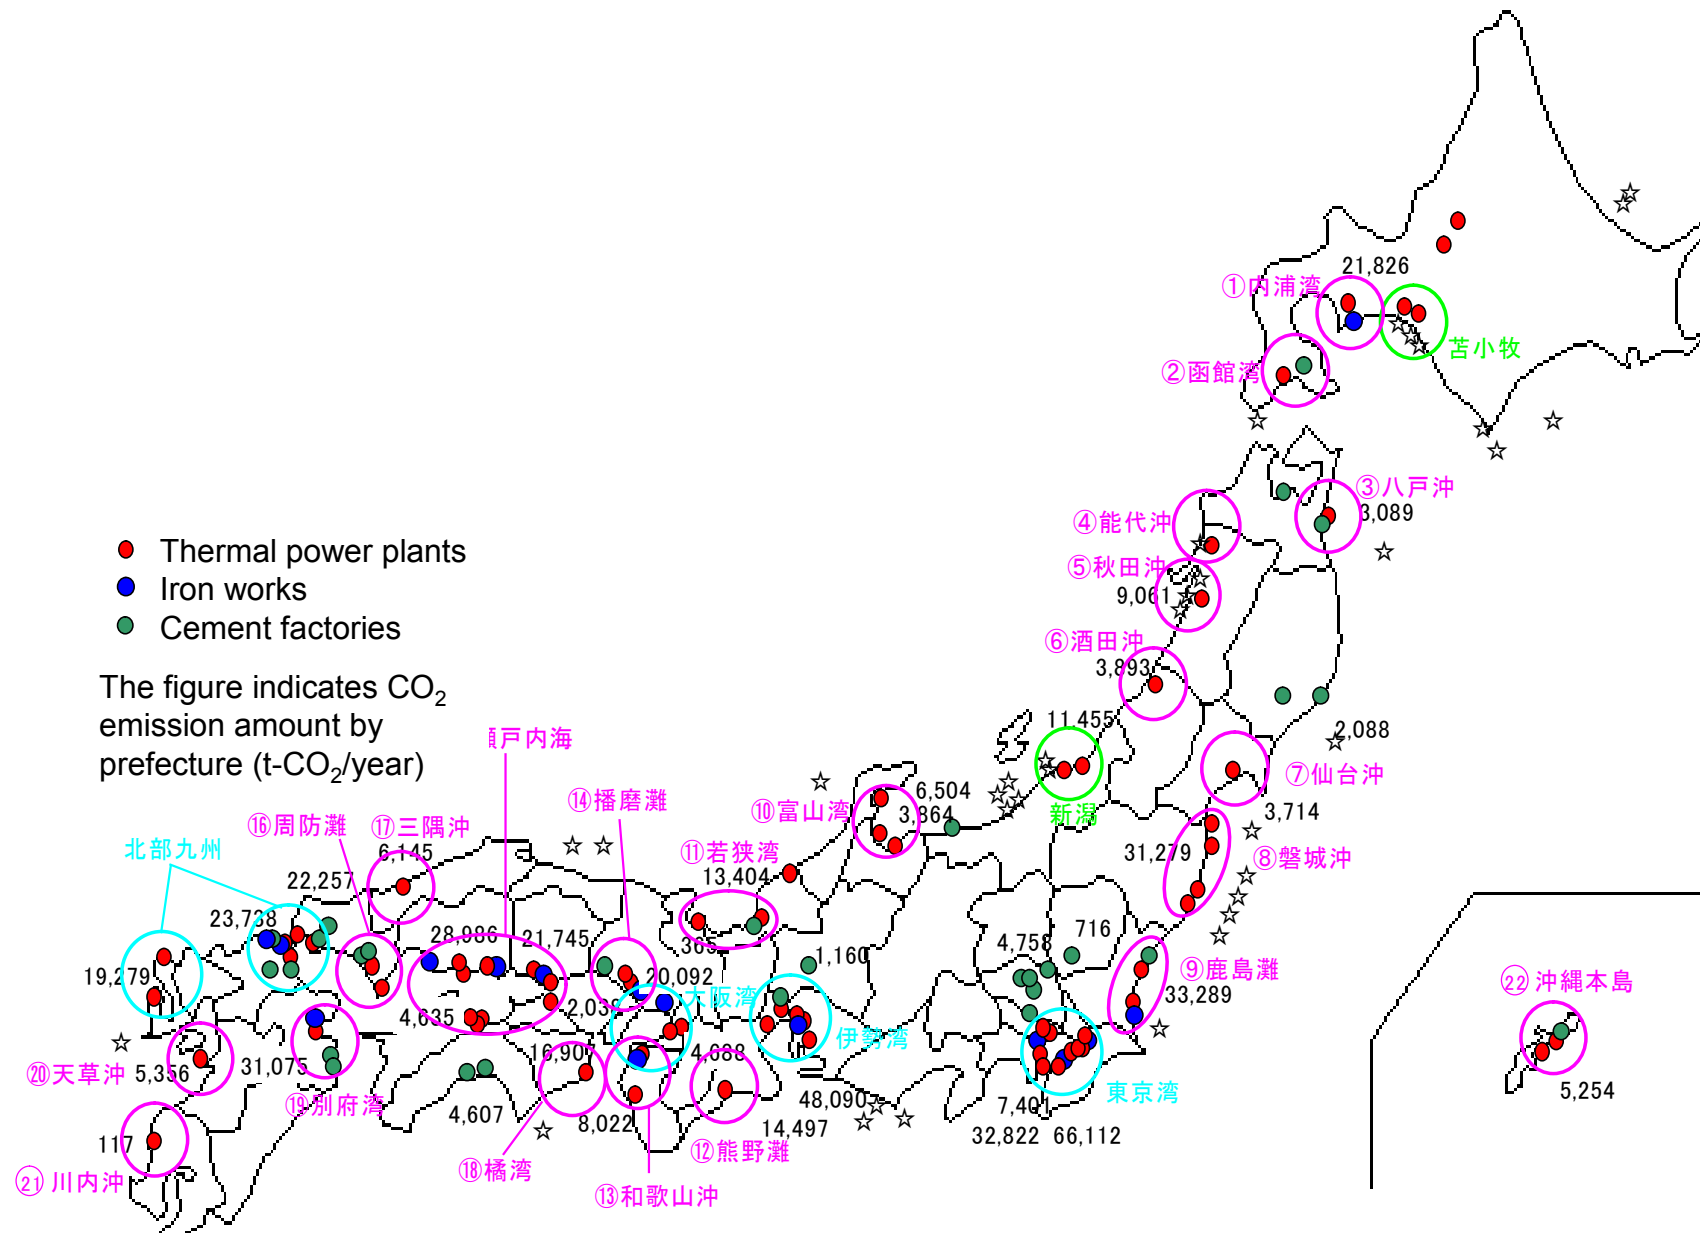 21,826
①内浦湾
苫小牧
②函館湾
③八戸沖
3,089
④能代沖
⑤秋田沖
9,061
Thermal power plants
Iron works
Cement factories
⑥酒田沖
3,893
The figure indicates CO2
emission amount by
prefecture (t-CO2/year)
11,455
2,088
戸内海
⑦仙台沖
3,714
⑭播磨灘
⑩富山湾
6,504
3,864
新潟
⑯周防灘
⑰三隅沖
6,145
北部九州
⑪若狭湾
13,404
31,279
⑧磐城沖
22,257
23,738
28,986
21,745
365
1,160
4,758
716
19,279
20,092
⑨鹿島灘
33,289
㉒沖縄本島
大阪湾
4,635
伊勢湾
16,907
4,688
⑳天草沖
5,356
31,075
⑲別府湾
東京湾
5,254
4,607
8,022
48,090
14,497
7,401
32,822
66,112
117
㉑川内沖
⑱橘湾
⑫熊野灘
⑬和歌山沖